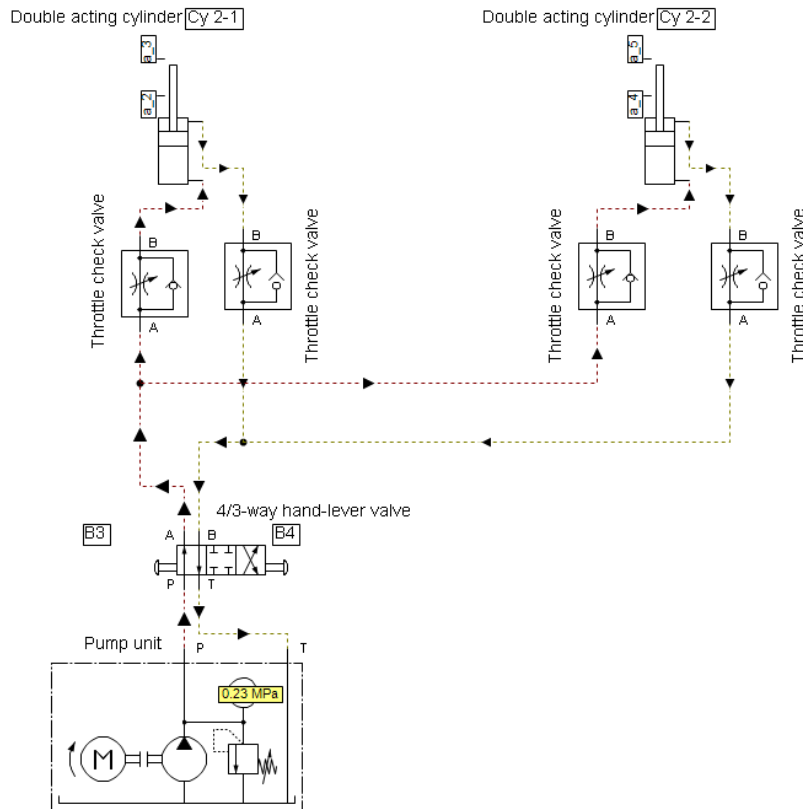 Double acting cylinder Cy 2-1
Double acting cylinder Cy 2-2
a_3
a_5
a_2
a_4
Throttle check valve
B
A
B
A
Throttle check valve
Throttle check valve
B
A
B
A
Throttle check valve
4/3-way hand-lever valve
B3
A
B
B4
P
T
Pump unit
P
T
0.23 MPa
M